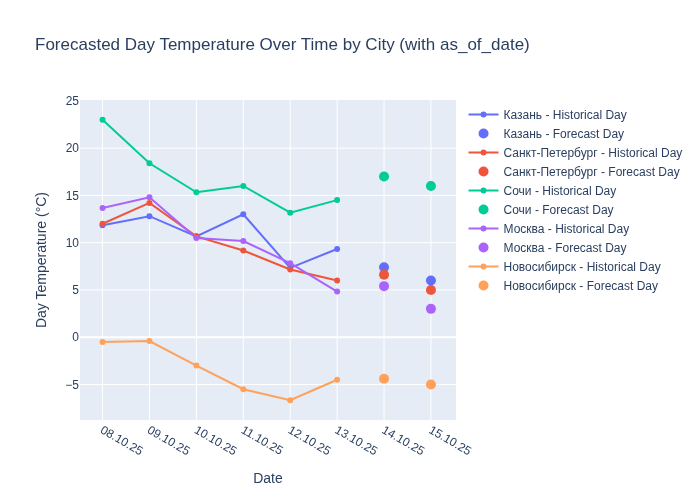 Forecasted Day Temperature Over Time by City (with as_of_date)
25
20
15
10
5
0
−5
Day Temperature (°C)
08.10.25
09.10.25
10.10.25
11.10.25
12.10.25
13.10.25
14.10.25
15.10.25
Date
Казань - Historical Day
Казань - Forecast Day
Санкт-Петербург - Historical Day
Санкт-Петербург - Forecast Day
Сочи - Historical Day
Сочи - Forecast Day
Москва - Historical Day
Москва - Forecast Day
Новосибирск - Historical Day
Новосибирск - Forecast Day